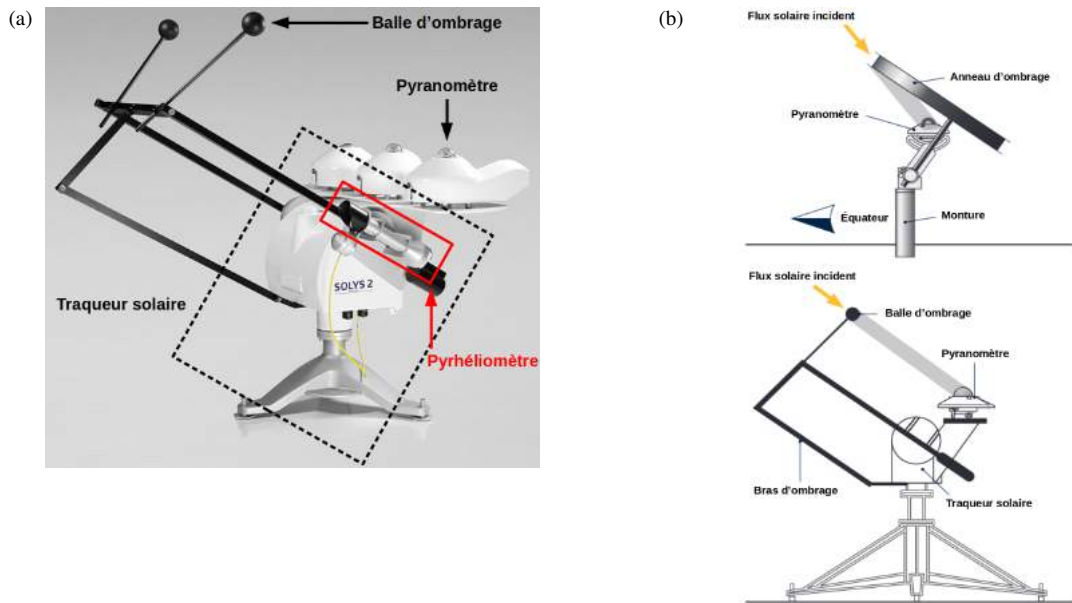 (a)
Balle d'ombrage
Pyranomètre
Traqueur solaire
SOLYS 2
Pyrhéliomètre
(b)
Flux solaire incident
Anneau d'ombrage
Pyranomètre
Équateur
Monture
Flux solaire incident
Balle d'ombrage
Pyranomètre
Bras d'ombrage
Traqueur solaire